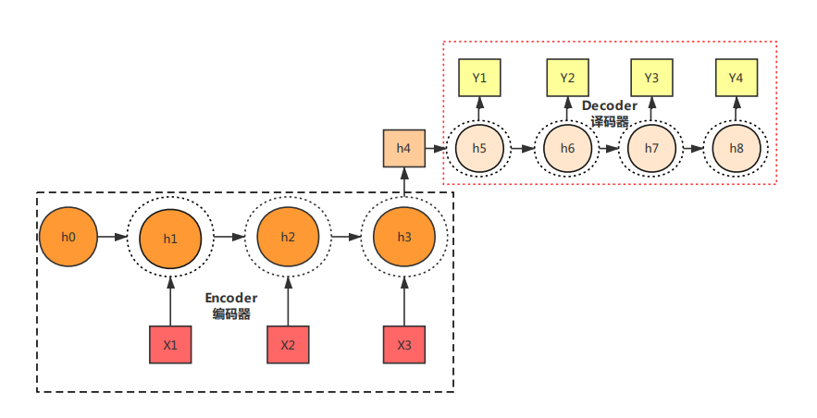 Y1
Y2
Y3
Y4
Decoder
译码器
h4
h5
h6
h7
h8
h0
h1
h2
h3
Encoder
编码器
X1
X2
X3